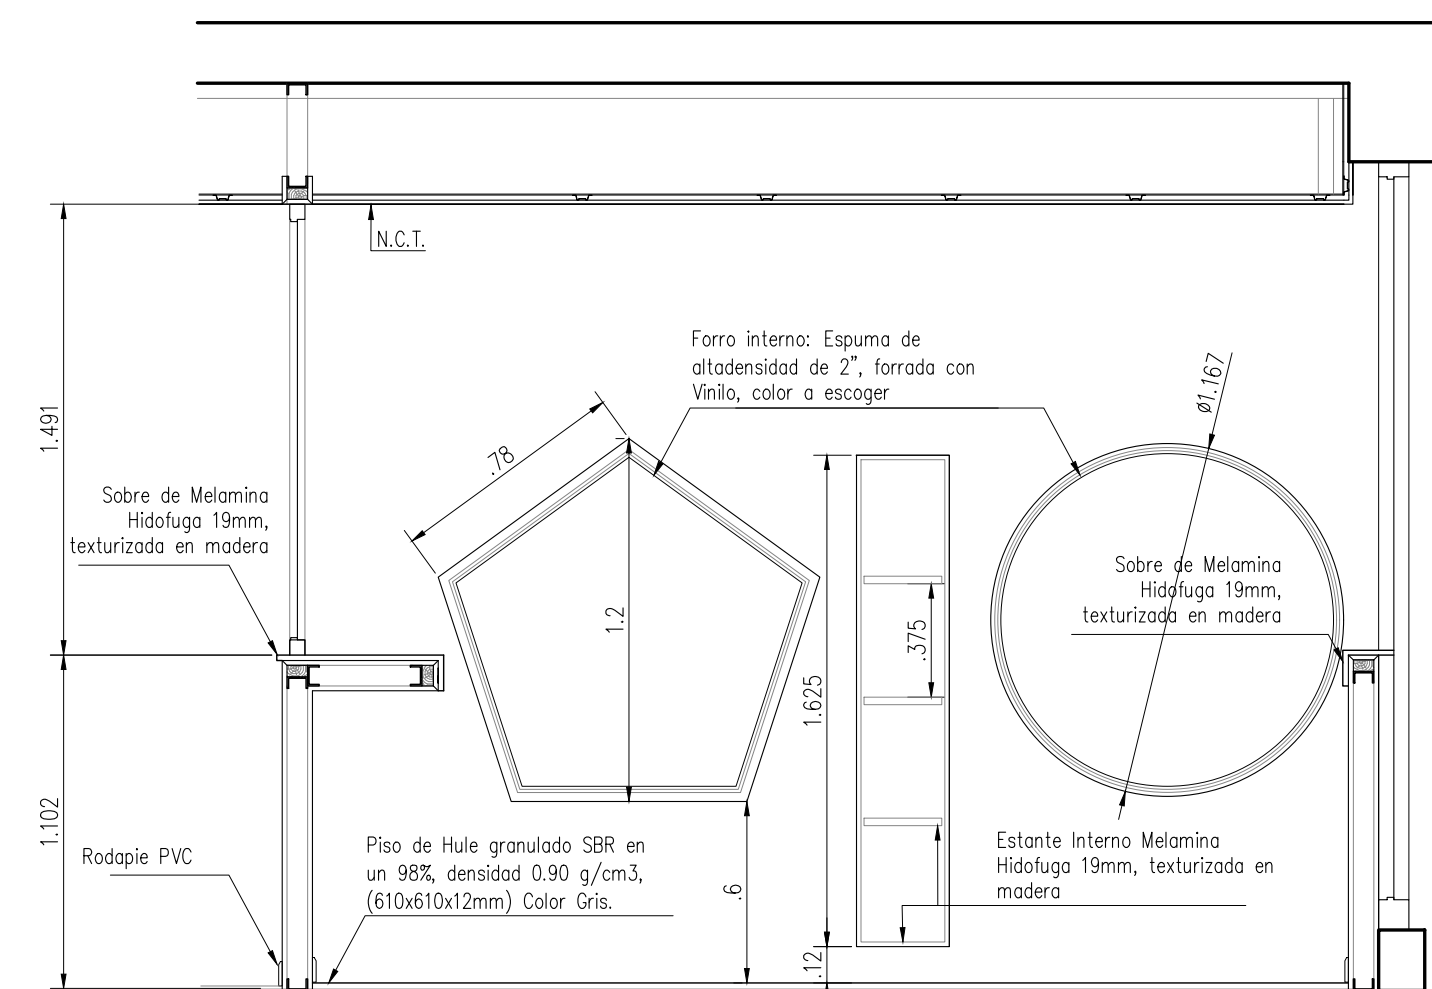 N.C.T.
Forro interno: Espuma de
altadensidad de 2", forrada con
Vinilo, color a escoger
ø1.167
1.491
.78
Sobre de Melamina
Hidofuga 19mm,
texturizada en madera
Sobre de Melamina
Hidofuga 19mm,
texturizada en madera
1.2
.375
1.625
1.102
Rodapie PVC
Piso de Hule granulado SBR en
un 98%, densidad 0.90 g/cm3,
(610x610x12mm) Color Gris.
.6
Estante Interno Melamina
Hidofuga 19mm, texturizada en
madera
.12